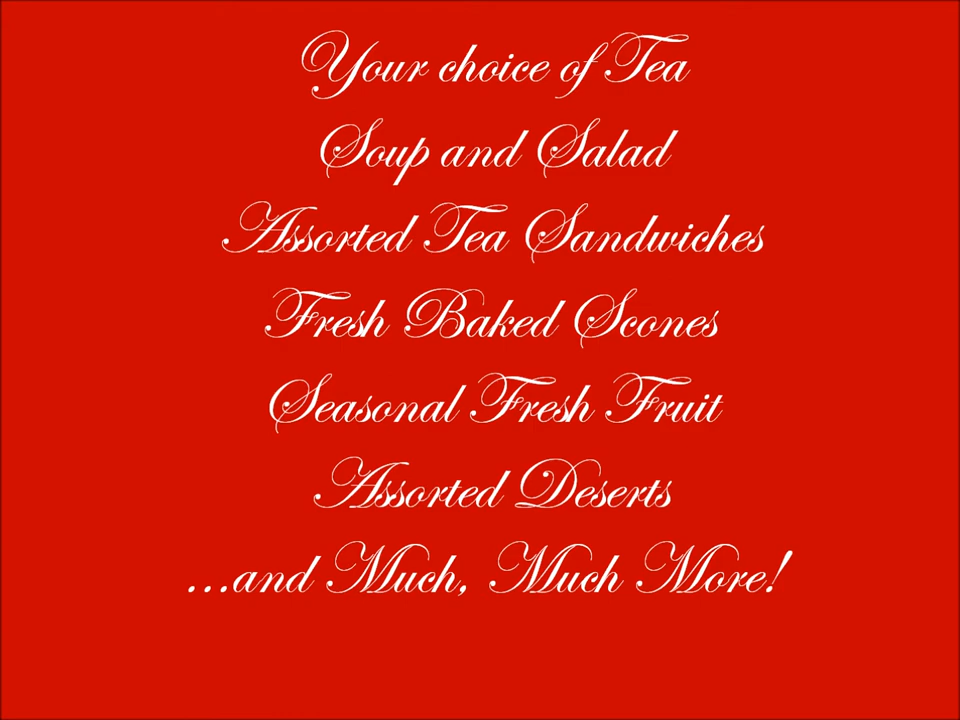 Your choice of Tea
Soup and Salad
Assorted Tea Sandwiches
Fresh Baked Scones
Seasonal Fresh Fruit
Assorted Deserts
...and Much, Much More!